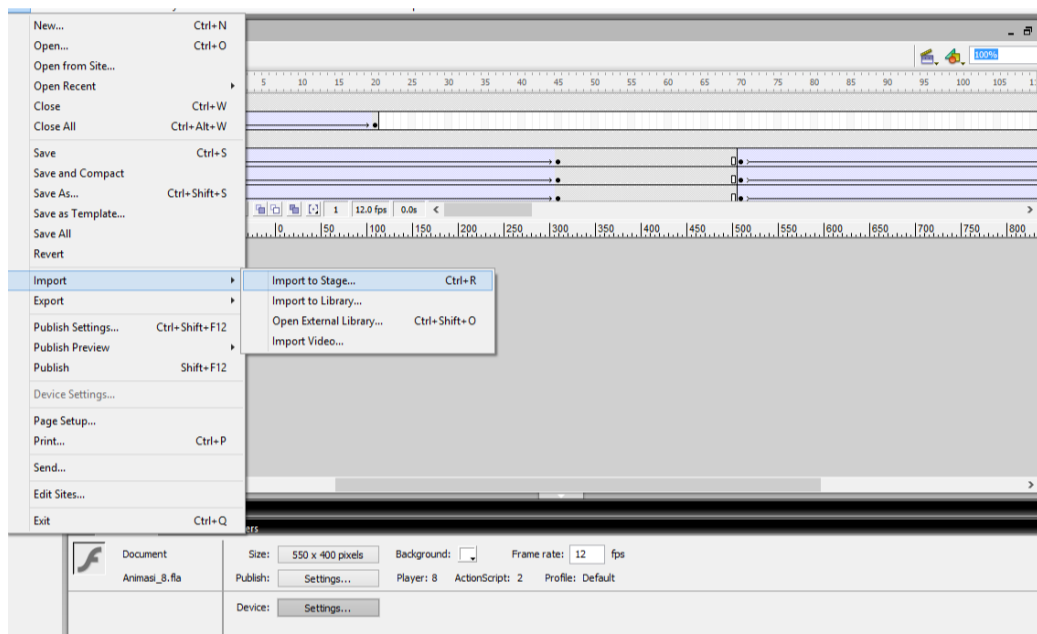 New... Ctrl+N
Open... Ctrl+O
Open from Site...
Open Recent
Close Ctrl+W
Close All Ctrl+Alt+W
Save Ctrl+S
Save and Compact
Save As... Ctrl+Shift+S
Save as Template...
Save All
Revert
Import
Export
Publish Settings... Ctrl+Shift+F12
Publish Preview
Publish Shift+F12
Device Settings...
Page Setup...
Print... Ctrl+P
Send...
Edit Sites...
Exit Ctrl+Q
Import to Stage... Ctrl+R
Import to Library...
Open External Library... Ctrl+Shift+O
Import Video...
100%
5 10 15 20 25 30 35 40 45 50 55 60 65 70 75 80 85 90 95 100 105
1 12.0 fps 0.0s
0 50 100 150 200 250 300 350 400 450 500 550 600 650 700 750 800
Document Size: 550 x 400 pixels Background: Frame rate: 12 fps
Animasi_8.fla Publish: Settings... Player: 8 ActionScript: 2 Profile: Default
Device: Settings...